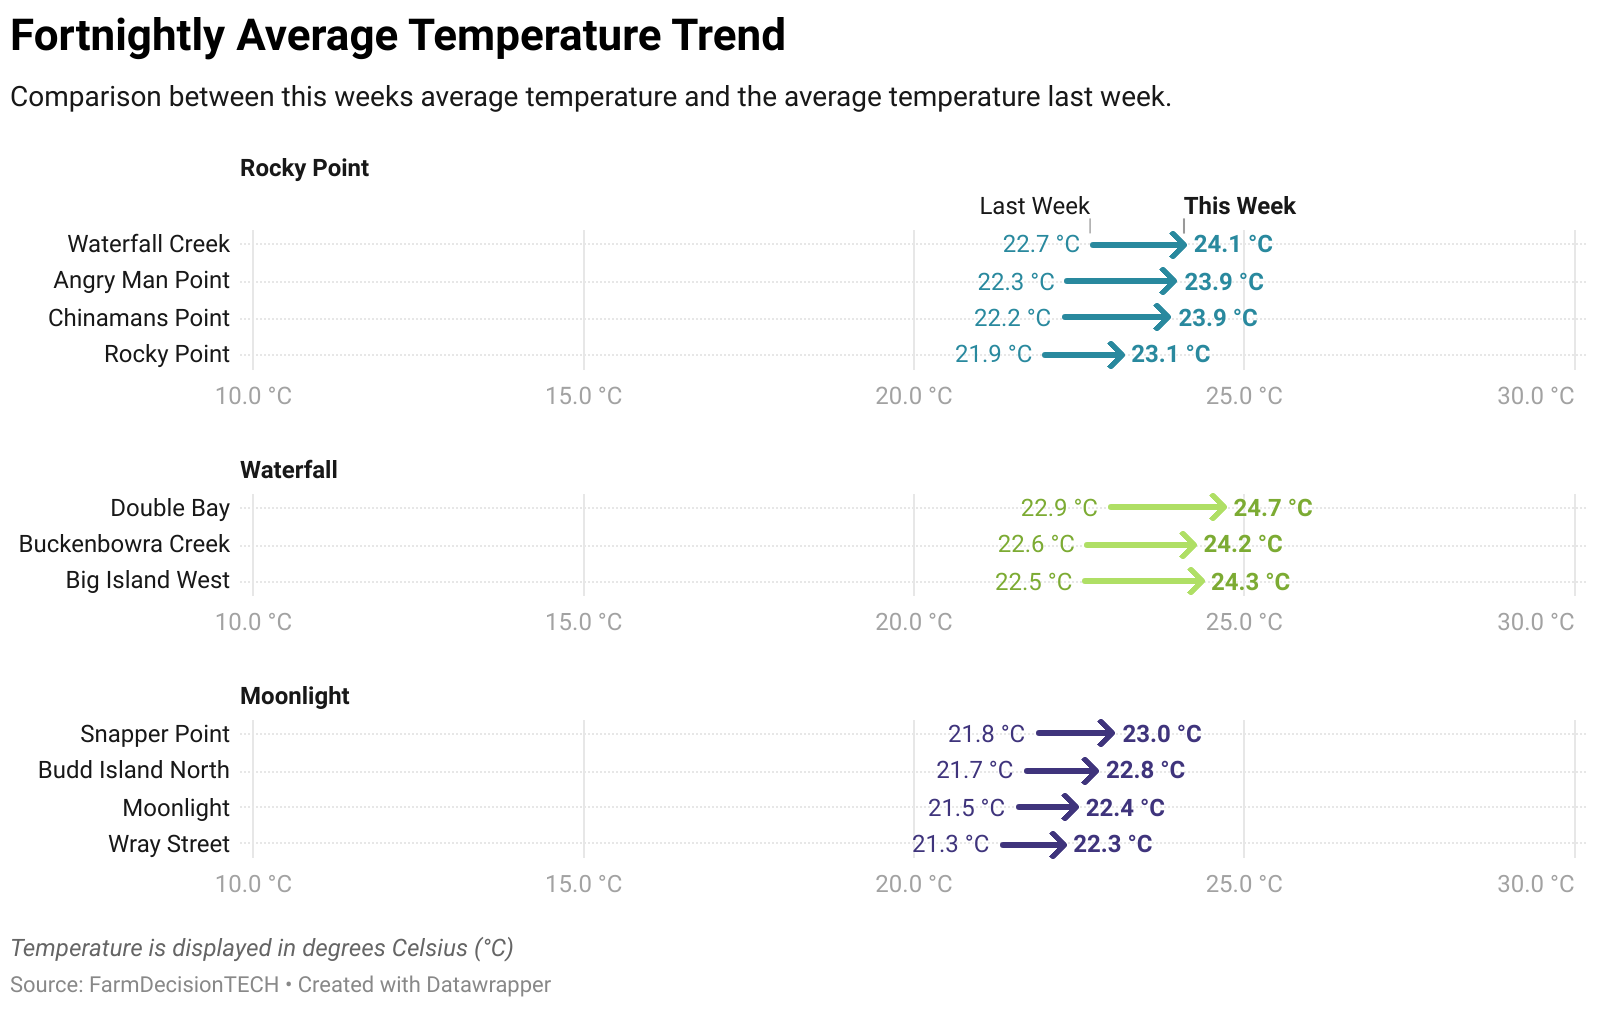 Fortnightly Average Temperature Trend
Comparison between this weeks average temperature and the average temperature last week.
Rocky Point
Last Week This Week
Waterfall Creek 22.7 °C 24.1 °C
Angry Man Point 22.3 °C 23.9 °C
Chinamans Point 22.2 °C 23.9 °C
Rocky Point 21.9 °C 23.1 °C
10.0 °C 15.0 °C 20.0 °C 25.0 °C 30.0 °C
Waterfall
Double Bay 22.9 °C 24.7 °C
Buckenbowra Creek 22.6 °C 24.2 °C
Big Island West 22.5 °C 24.3 °C
10.0 °C 15.0 °C 20.0 °C 25.0 °C 30.0 °C
Moonlight
Snapper Point 21.8 °C 23.0 °C
Budd Island North 21.7 °C 22.8 °C
Moonlight 21.5 °C 22.4 °C
Wray Street 21.3 °C 22.3 °C
10.0 °C 15.0 °C 20.0 °C 25.0 °C 30.0 °C
Temperature is displayed in degrees Celsius (°C)
Source: FarmDecisionTECH • Created with Datawrapper